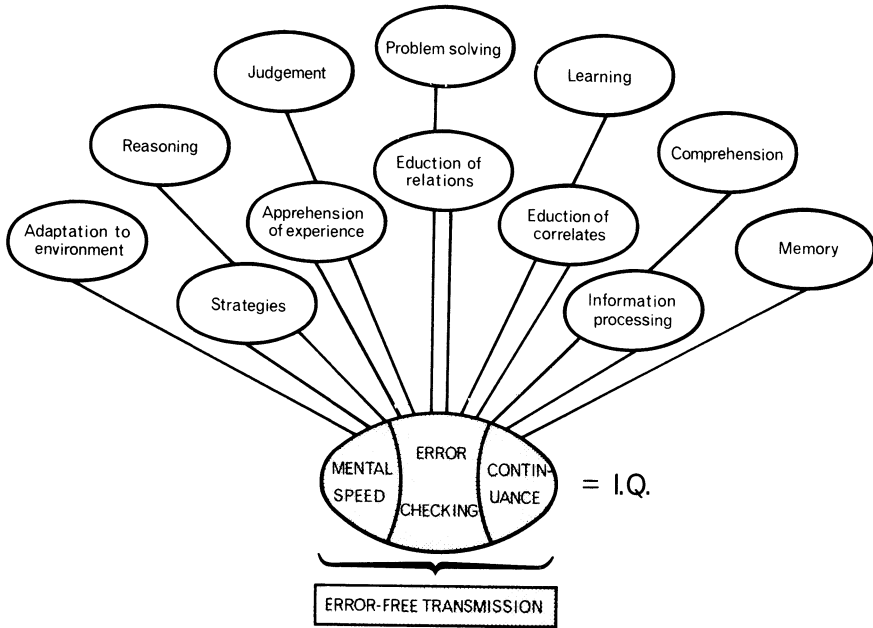 Problem solving
Judgement
Learning
Reasoning
Comprehension
Eduction of
relations
Adaptation to
environment
Apprehension
of experience
Eduction of
correlates
Memory
Strategies
Information
processing
MENTAL
SPEED
ERROR
CHECKING
CONTIN-
UANCE
= I.Q.
ERROR-FREE TRANSMISSION